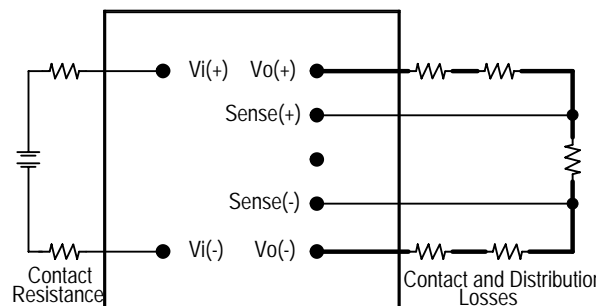 Vi(+) Vo(+)
Sense(+)
Sense(-)
Vi(-) Vo(-)
Contact
Resistance
Contact and Distribution
Losses